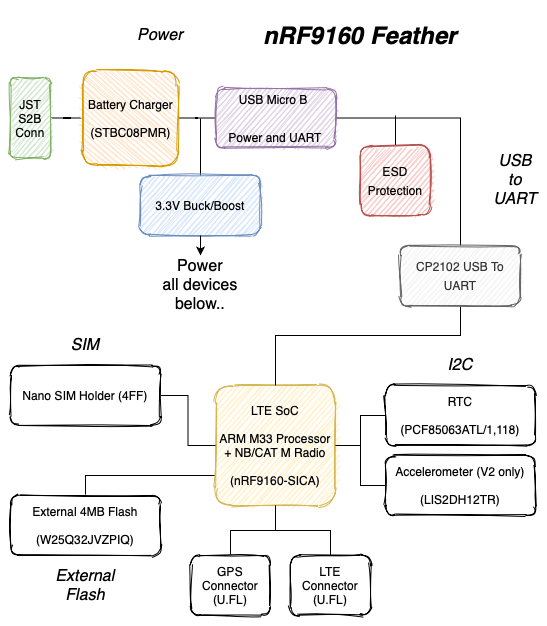 Power
nRF9160 Feather
JST
S2B
Conn
Battery Charger
(STBC08PMR)
USB Micro B
Power and UART
ESD
Protection
USB
to
UART
3.3V Buck/Boost
Power
all devices
below..
CP2102 USB To
UART
SIM
I2C
Nano SIM Holder (4FF)
LTE SoC
ARM M33 Processor
+ NB/CAT M Radio
(nRF9160-SICA)
RTC
(PCF85063ATL/1,118)
Accelerometer (V2 only)
(LIS2DH12TR)
External 4MB Flash
(W25Q32JVZPIQ)
External
Flash
GPS
Connector
(U.FL)
LTE
Connector
(U.FL)